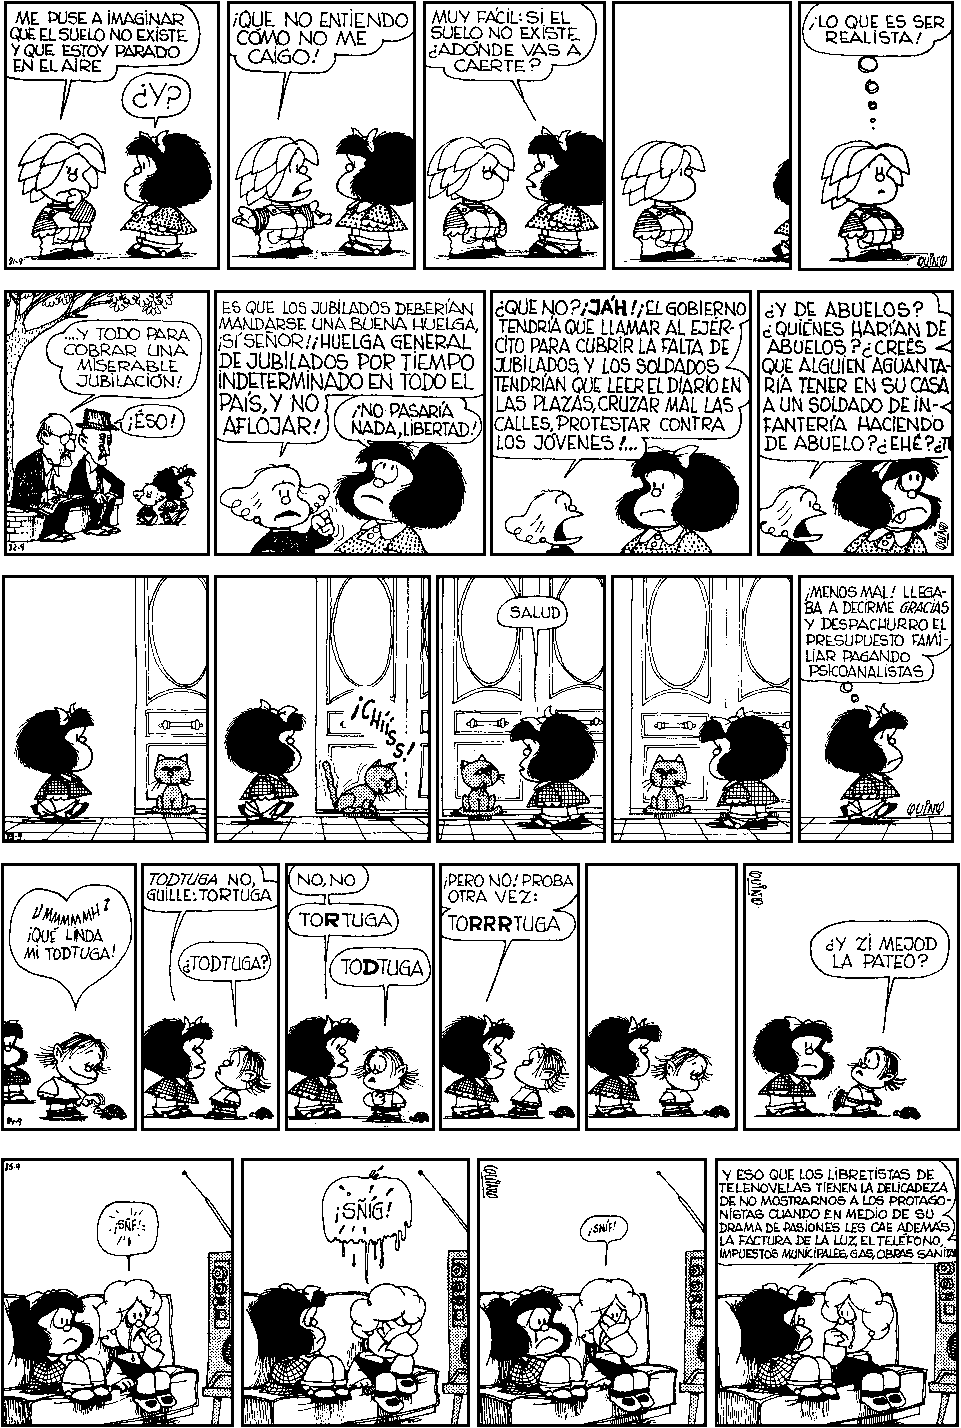 ME PUSE A IMAGINAR
QUE EL SUELO NO EXISTE
Y QUE ESTOY PARADO
EN EL AIRE
¿Y?
¡QUE NO ENTIENDO
CÓMO NO ME
CAIGO!
MUY FÁCIL: SI EL
SUELO NO EXISTE
¿ADÓNDE VAS A
CAERTE?
¡LO QUE ES SER
REALISTA!
QUINO
....Y TODO PARA
COBRAR UNA
MISERABLE
JUBILACIÓN!
¡ÉSO!
ES QUE LOS JUBILADOS DEBERÍAN
MANDARSE UNA BUENA HUELGA,
¡SÍ SEÑOR!¡HUELGA GENERAL
DE JUBILADOS POR TIEMPO
INDETERMINADO EN TODO EL
PAÍS, Y NO
AFLOJAR!
¡NO PASARÍA
NADA, LIBERTAD!
¿QUE NO?¡JÁH!¡EL GOBIERNO
TENDRÍA QUE LLAMAR AL EJÉR-
CITO PARA CUBRIR LA FALTA DE
JUBILADOS, Y LOS SOLDADOS
TENDRÍAN QUE LEER EL DIARIO EN
LAS PLAZAS, CRUZAR MAL LAS
CALLES, PROTESTAR CONTRA
LOS JÓVENES!...
¿Y DE ABUELOS?
¿QUIÉNES HARÍAN DE
ABUELOS?¿CREÉS
QUE ALGUIEN AGUANTA-
RÍA TENER EN SU CASA
A UN SOLDADO DE IN-
FANTERÍA HACIENDO
DE ABUELO?¿EHÉ?
QUINO
¡CHÍÍSS!
SALUD
¡MENOS MAL! LLEGA-
BA A DECIRME GRACIAS
Y DESPACHURRO EL
PRESUPUESTO FAMI-
LIAR PAGANDO
PSICOANALISTAS
QUINO
¡QUÉ LINDA
MI TODTUGA!
TODTUGA NO,
GUILLE: TORTUGA
¿TODTUGA?
NO, NO
TORTUGA
TODTUGA
¡PERO NO! PROBA
OTRA VEZ:
TORRRTUGA
QUINO
¿Y ZI MEJOD
LA PATEO?
¡SÑF!
¡SÑÍG!
QUINO
¡SNIF!
Y ESO QUE LOS LIBRETISTAS DE
TELENOVELAS TIENEN LA DELICADEZA
DE NO MOSTRARNOS A LOS PROTAGO-
NISTAS CUANDO EN MEDIO DE SU
DRAMA DE PASIONES LES CAE ADEMÁS
LA FACTURA DE LA LUZ, EL TELÉFONO,
IMPUESTOS MUNICIPALES, GAS, OBRAS SANITA